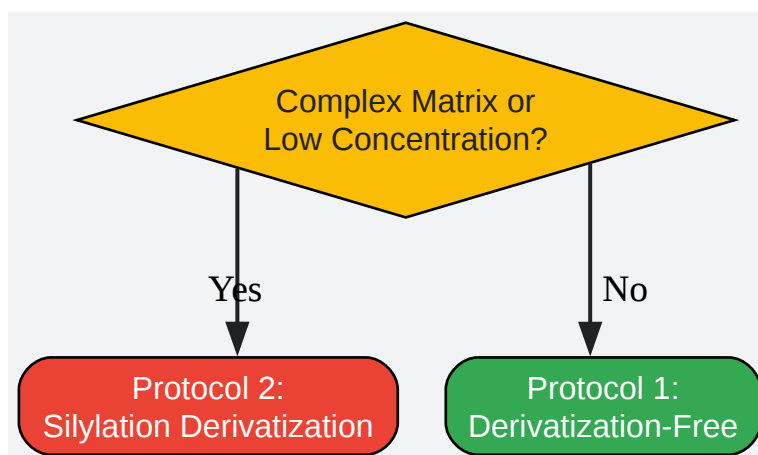 Complex Matrix or
Low Concentration?
Yes
No
Protocol 2:
Silylation Derivatization
Protocol 1:
Derivatization-Free